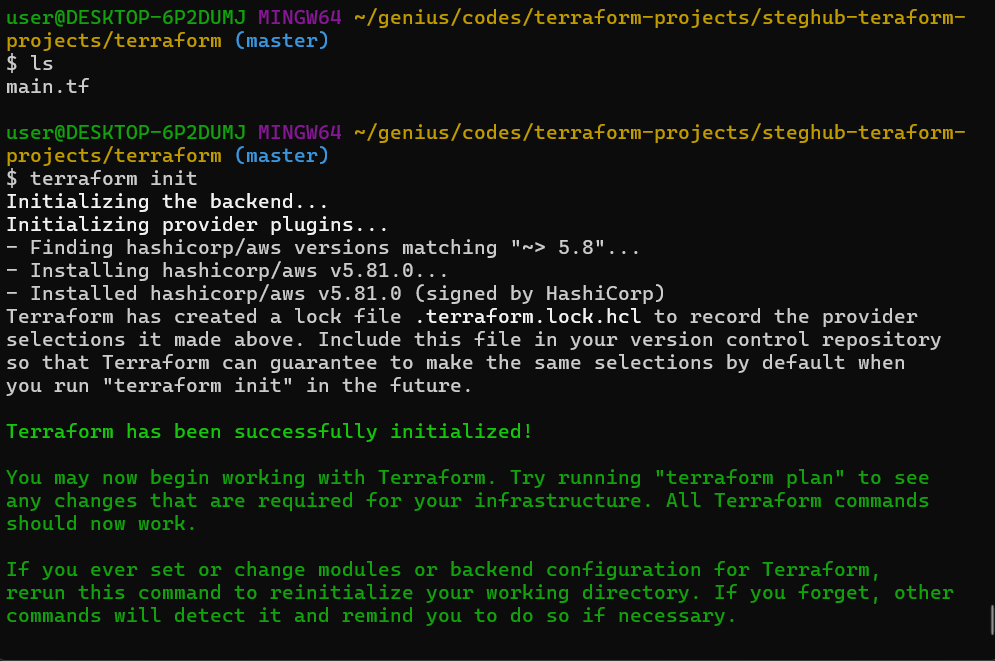 user@DESKTOP-6P2DUMJ MINGW64 ~/genius/codes/terraform-projects/steghub-teraform-
projects/terraform (master)
$ ls
main.tf
user@DESKTOP-6P2DUMJ MINGW64 ~/genius/codes/terraform-projects/steghub-teraform-
projects/terraform (master)
$ terraform init
Initializing the backend...
Initializing provider plugins...
- Finding hashicorp/aws versions matching "~> 5.8"...
- Installing hashicorp/aws v5.81.0...
- Installed hashicorp/aws v5.81.0 (signed by HashiCorp)
Terraform has created a lock file .terraform.lock.hcl to record the provider
selections it made above. Include this file in your version control repository
so that Terraform can guarantee to make the same selections by default when
you run "terraform init" in the future.
Terraform has been successfully initialized!
You may now begin working with Terraform. Try running "terraform plan" to see
any changes that are required for your infrastructure. All Terraform commands
should now work.
If you ever set or change modules or backend configuration for Terraform,
rerun this command to reinitialize your working directory. If you forget, other
commands will detect it and remind you to do so if necessary.